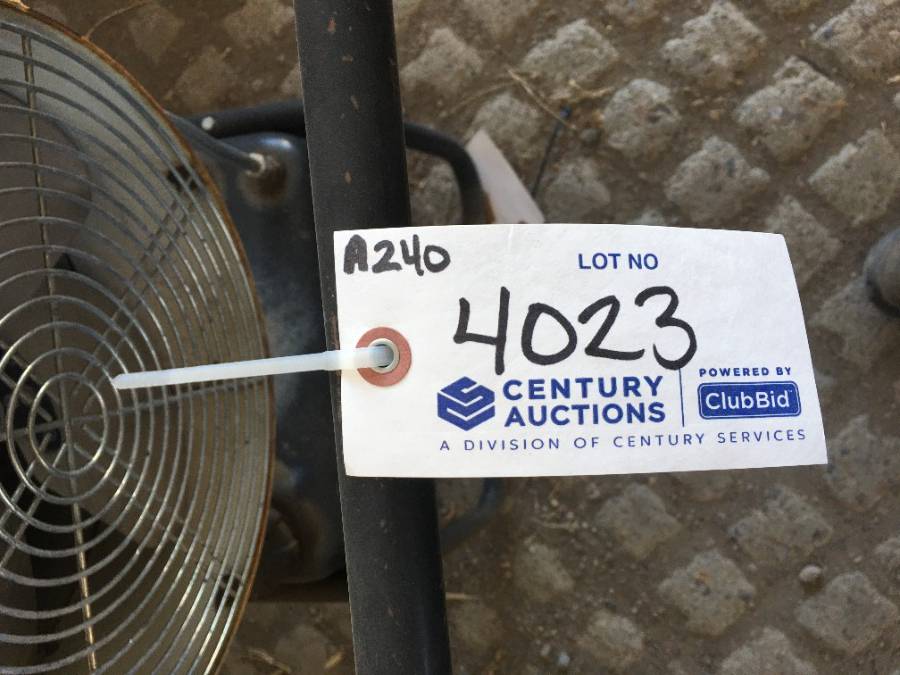 A240
LOT NO
4023
CENTURY
AUCTIONS
POWERED BY
ClubBid
A DIVISION OF CENTURY SERVICES